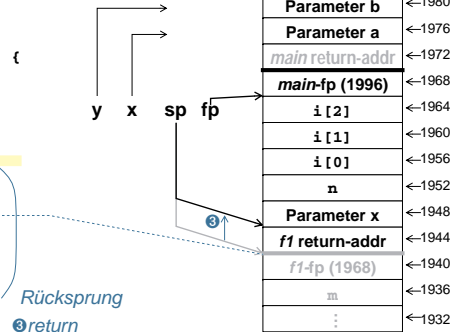 Parameter b ←1980
Parameter a ←1976
{
main return-addr ←1972
main-fp (1996) ←1968
y x sp fp i[2] ←1964
i[1] ←1960
i[0] ←1956
n ←1952
Parameter x ←1948
❸ f1 return-addr ←1944
f1-fp (1968) ←1940
Rücksprung m ←1936
❸return ⋮ ←1932